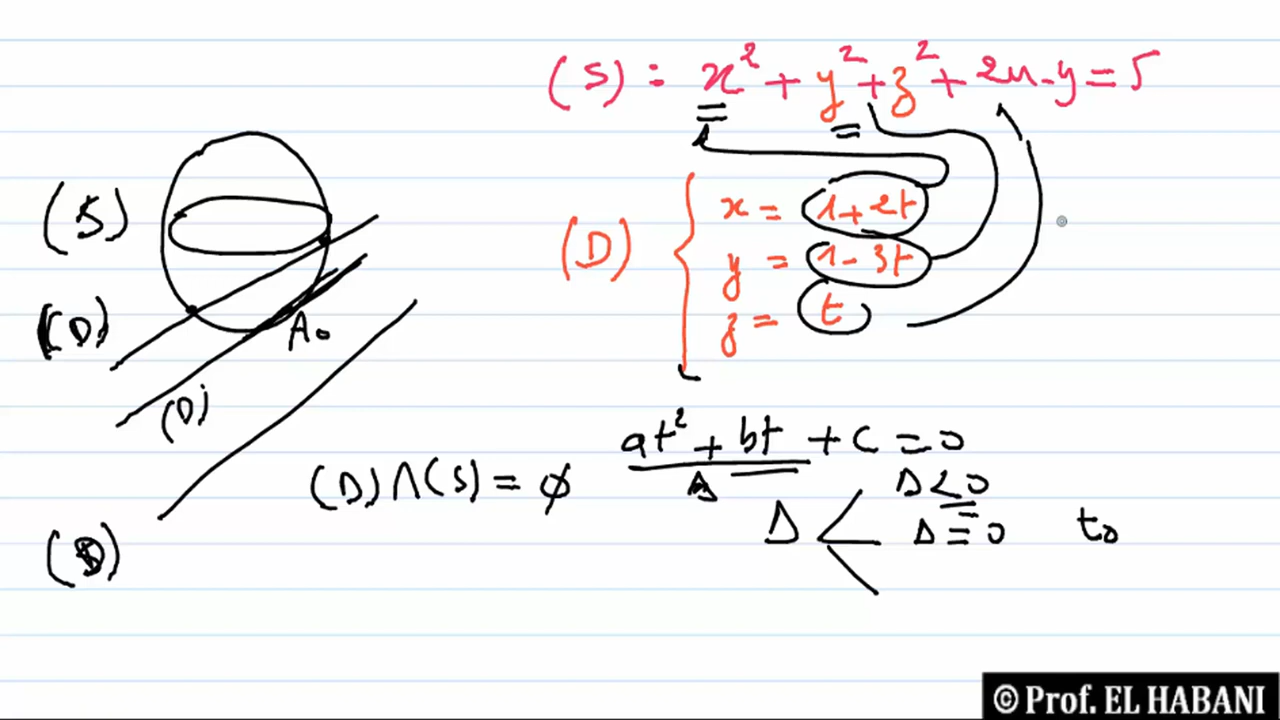 (S) : x² + y² + z² + 2x - y = 5
(S)
(D) { x = 1 + 2t
y = 1 - 3t
z = t
(D)
A₀
(D)
at² + bt + c = 0
(D) ∩ (S) = ∅
Δ < 0
Δ
Δ = 0 t₀
© Prof. EL HABANI